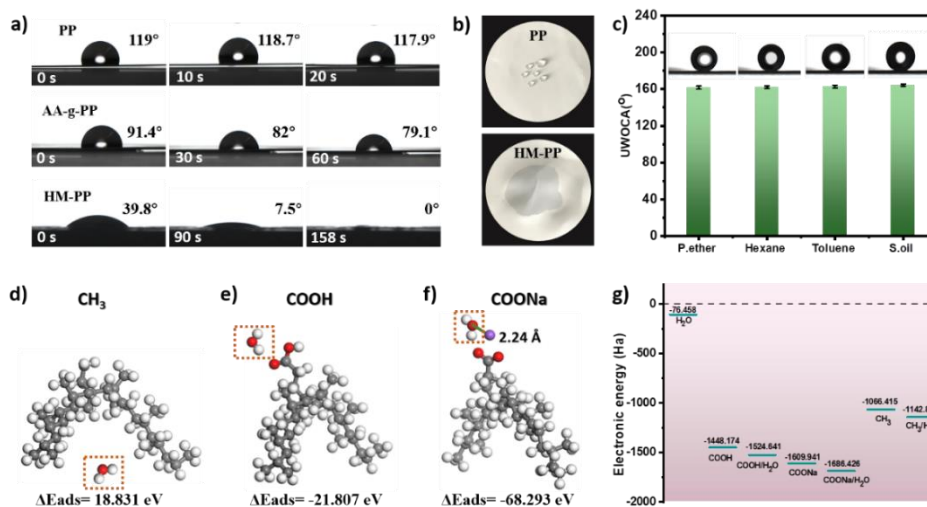 a)
PP
119°
0 s
118.7°
10 s
117.9°
20 s
AA-g-PP
91.4°
0 s
82°
30 s
79.1°
60 s
HM-PP
39.8°
0 s
7.5°
90 s
0°
158 s
b)
PP
HM-PP
c)
UWOCA(°)
240
200
160
120
80
40
0
P.ether
Hexane
Toluene
S.oil
d)
CH₃
ΔEads= 18.831 eV
e)
COOH
ΔEads= -21.807 eV
f)
COONa
2.24 Å
ΔEads= -68.293 eV
g)
Electronic energy (Ha)
0
-500
-1000
-1500
-2000
-76.458
H₂O
-1448.174
COOH
-1524.641
COOH/H₂O
-1609.941
COONa
-1686.426
COONa/H₂O
-1066.415
CH₃